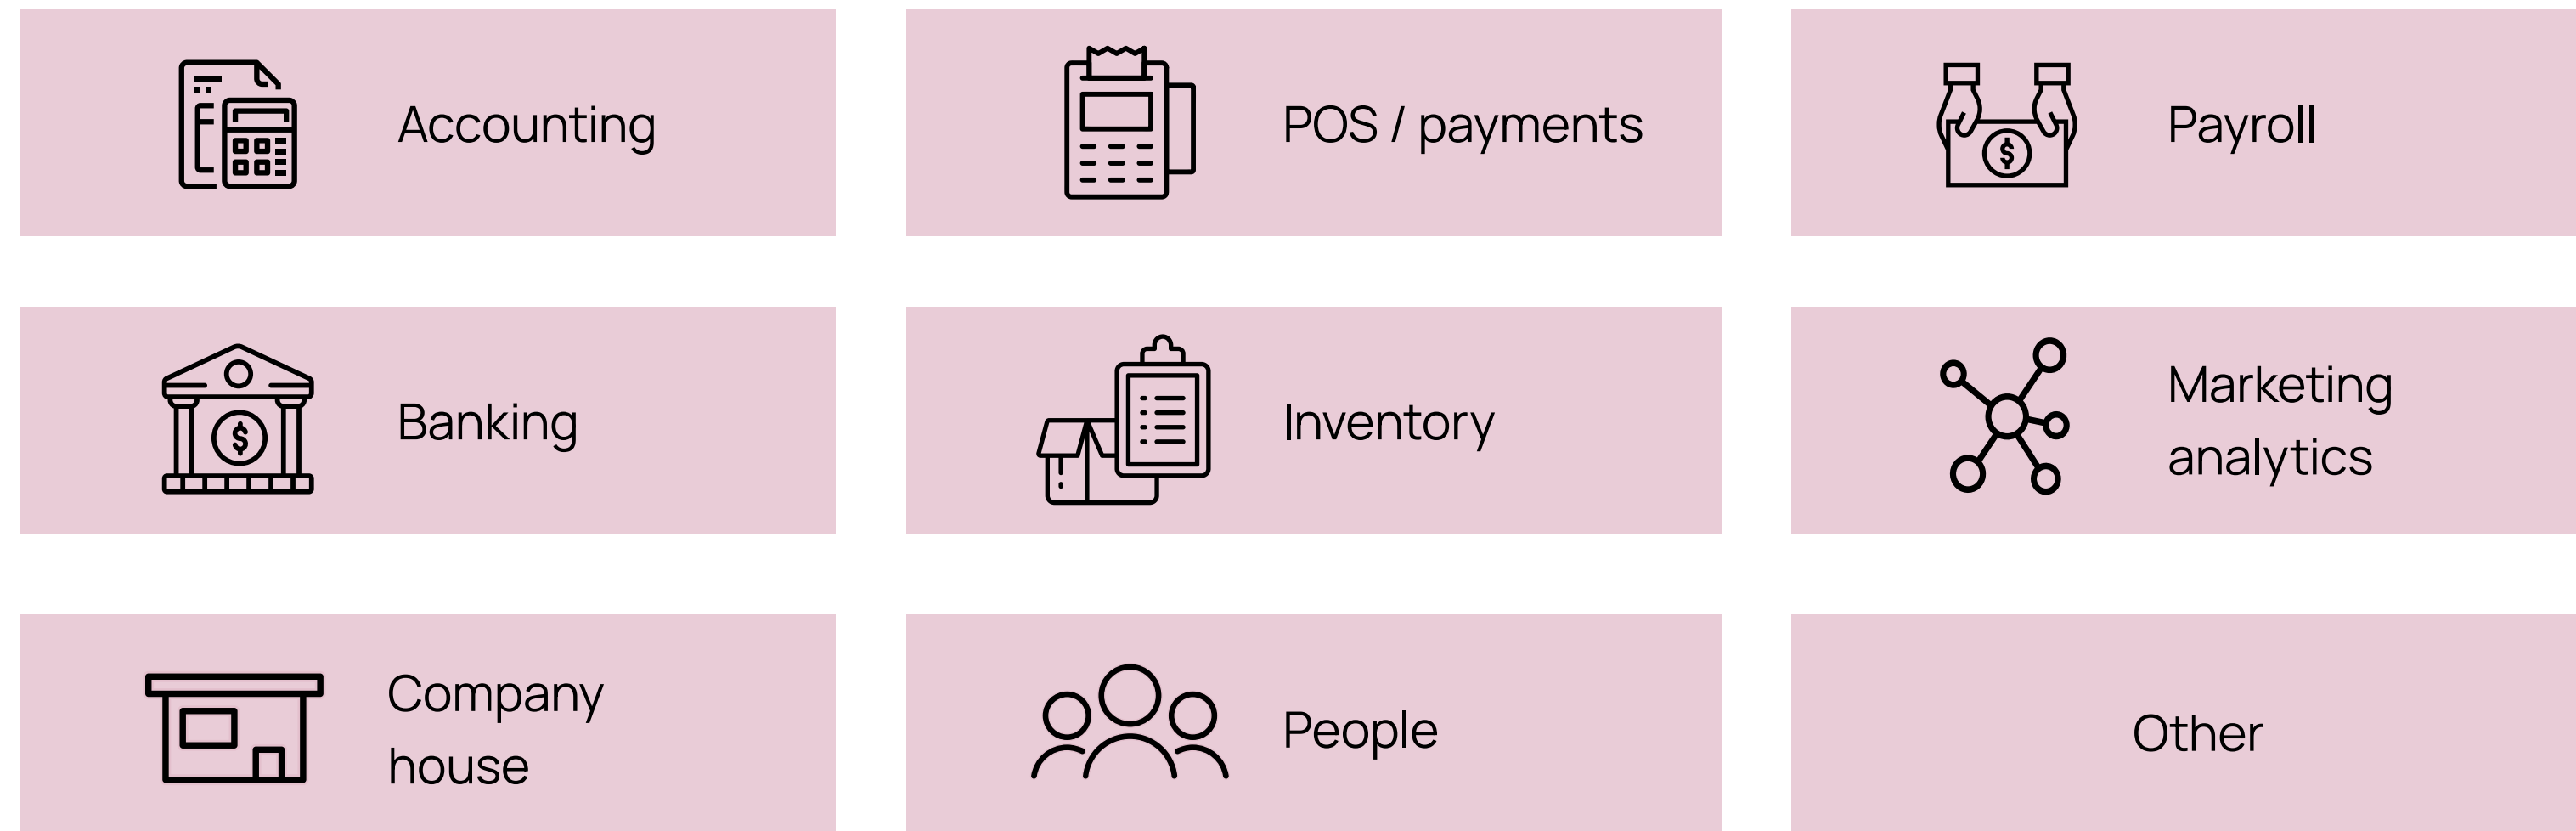 Accounting
POS / payments
Payroll
Banking
Inventory
Marketing
analytics
Company
house
People
Other